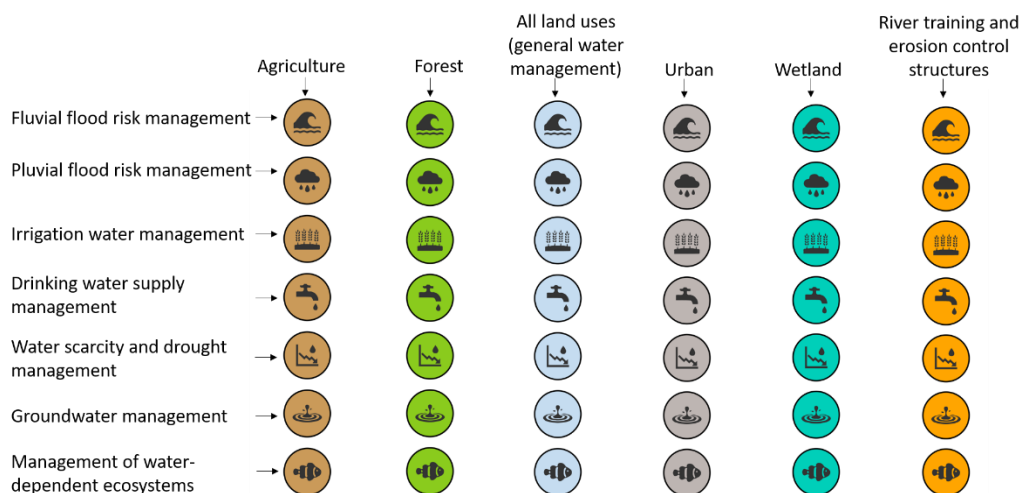 All land uses
(general water
management)
River training and
erosion control
structures
Agriculture
Forest
Urban
Wetland
Fluvial flood risk management
Pluvial flood risk management
Irrigation water management
Drinking water supply
management
Water scarcity and drought
management
Groundwater management
Management of water-
dependent ecosystems